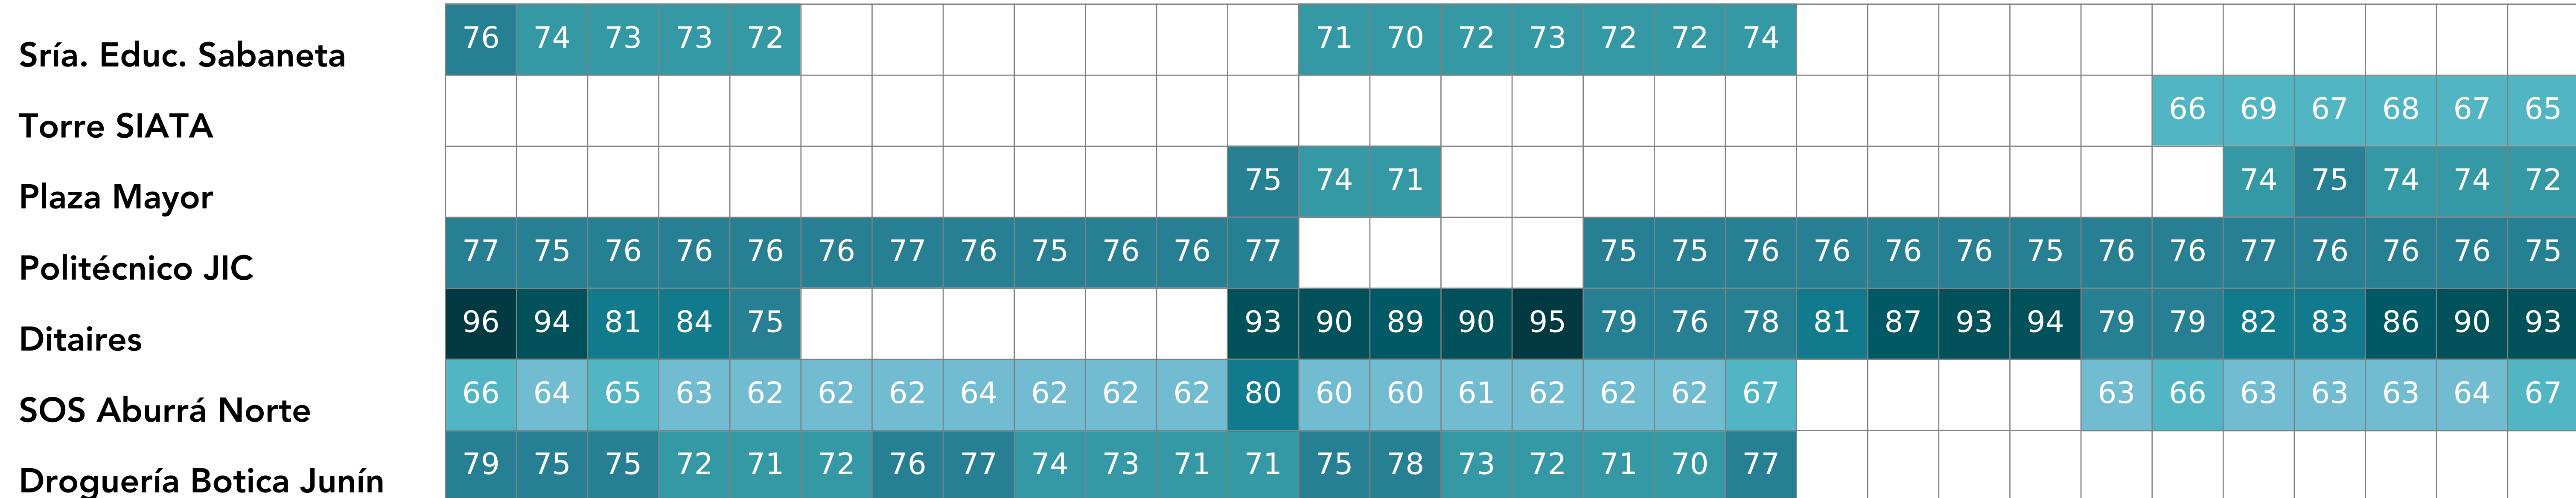 Sría. Educ. Sabaneta 76 74 73 73 72 71 70 72 73 72 72 74
Torre SIATA 66 69 67 68 67 65
Plaza Mayor 75 74 71 74 75 74 74 72
Politécnico JIC 77 75 76 76 76 76 77 76 75 76 76 77 75 75 76 76 76 76 75 76 76 77 76 76 76 75
Ditaires 96 94 81 84 75 93 90 89 90 95 79 76 78 81 87 93 94 79 79 82 83 86 90 93
SOS Aburrá Norte 66 64 65 63 62 62 62 64 62 62 62 80 60 60 61 62 62 62 67 63 66 63 63 63 64 67
Droguería Botica Junín 79 75 75 72 71 72 76 77 74 73 71 71 75 78 73 72 71 70 77